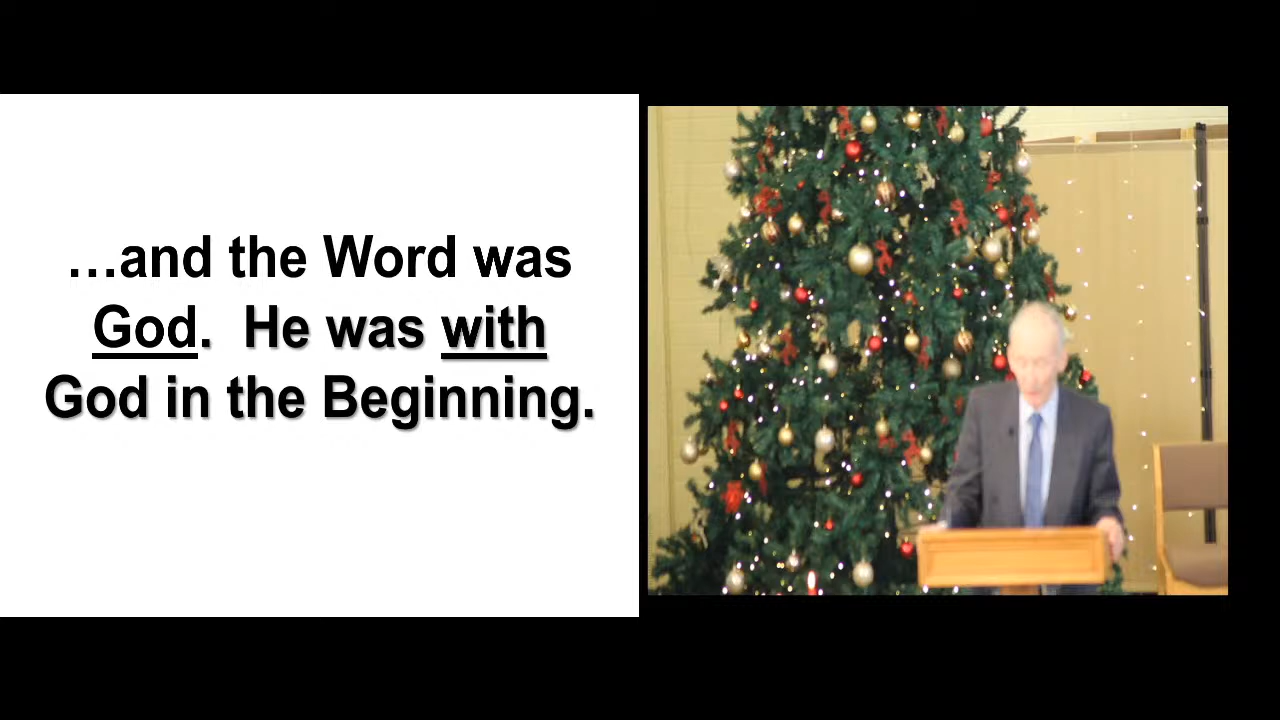 …and the Word was
God.  He was with
God in the Beginning.